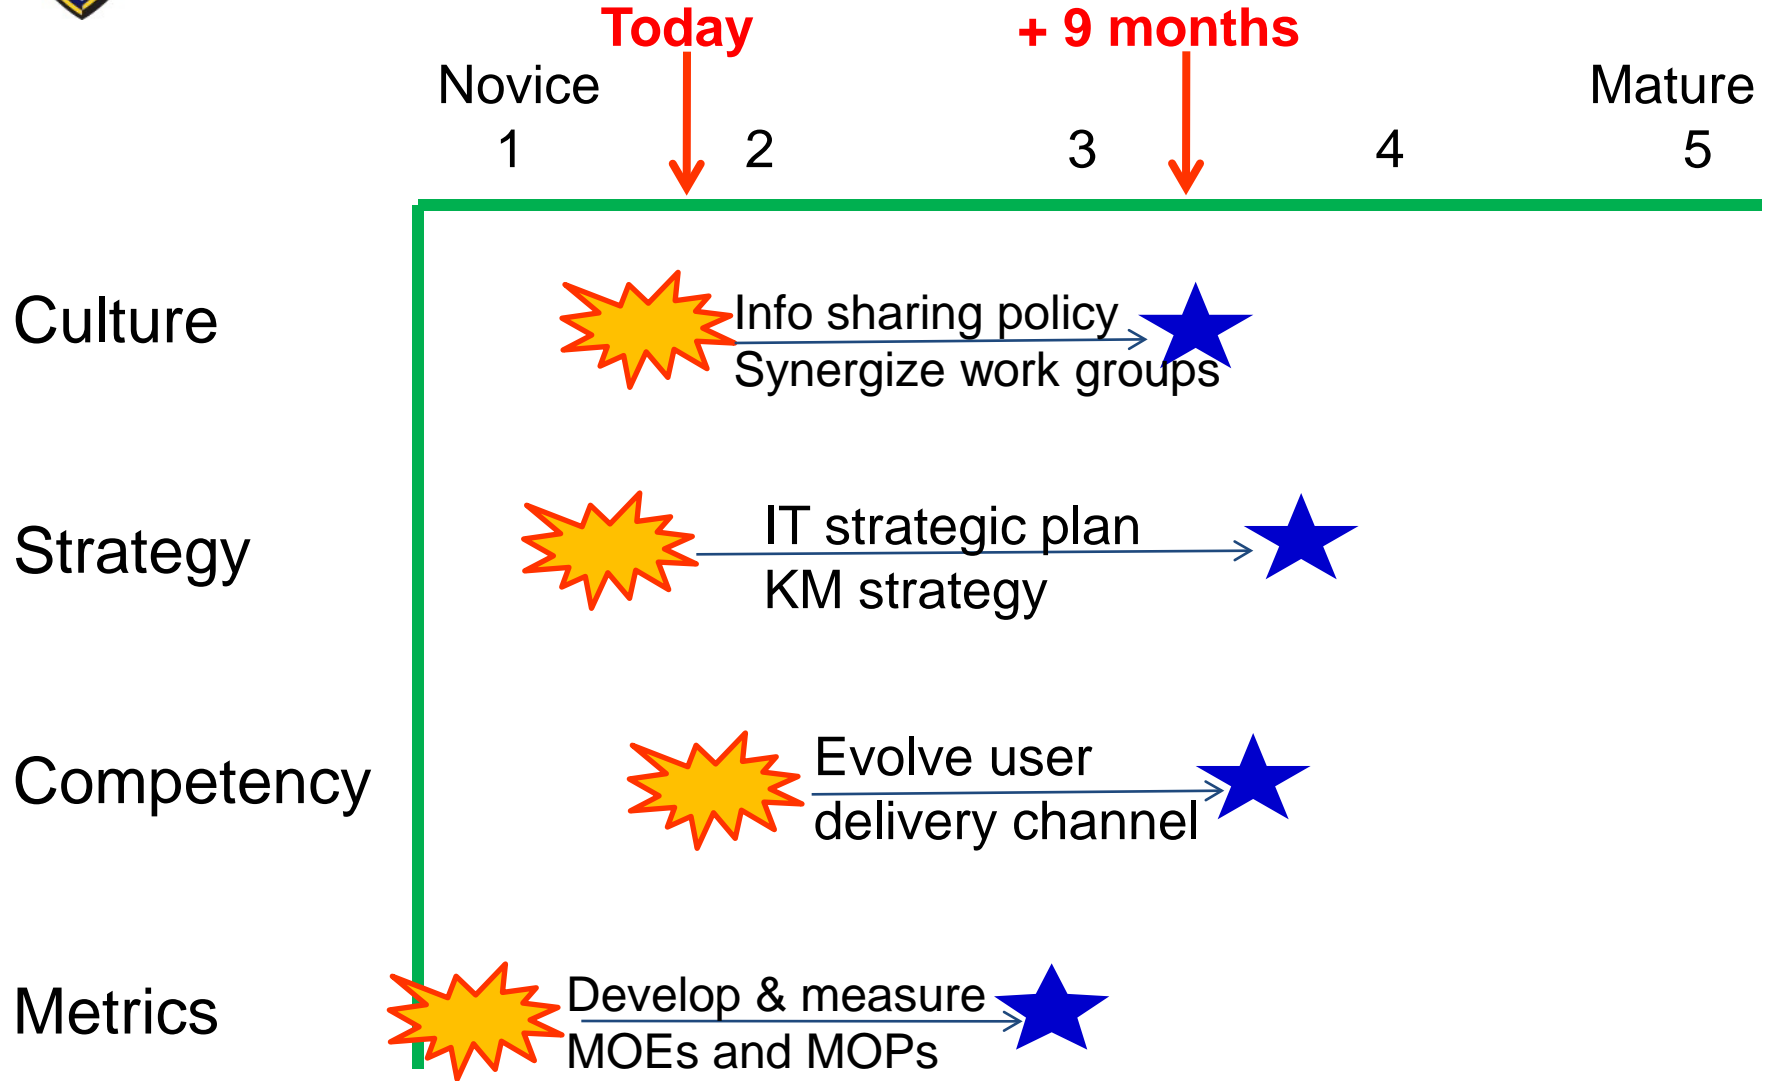 Today
+ 9 months
Novice
Mature
1
2
3
4
5
Culture
Info sharing policy
Synergize work groups
Strategy
IT strategic plan
KM strategy
Competency
Evolve user
delivery channel
Metrics
Develop & measure
MOEs and MOPs